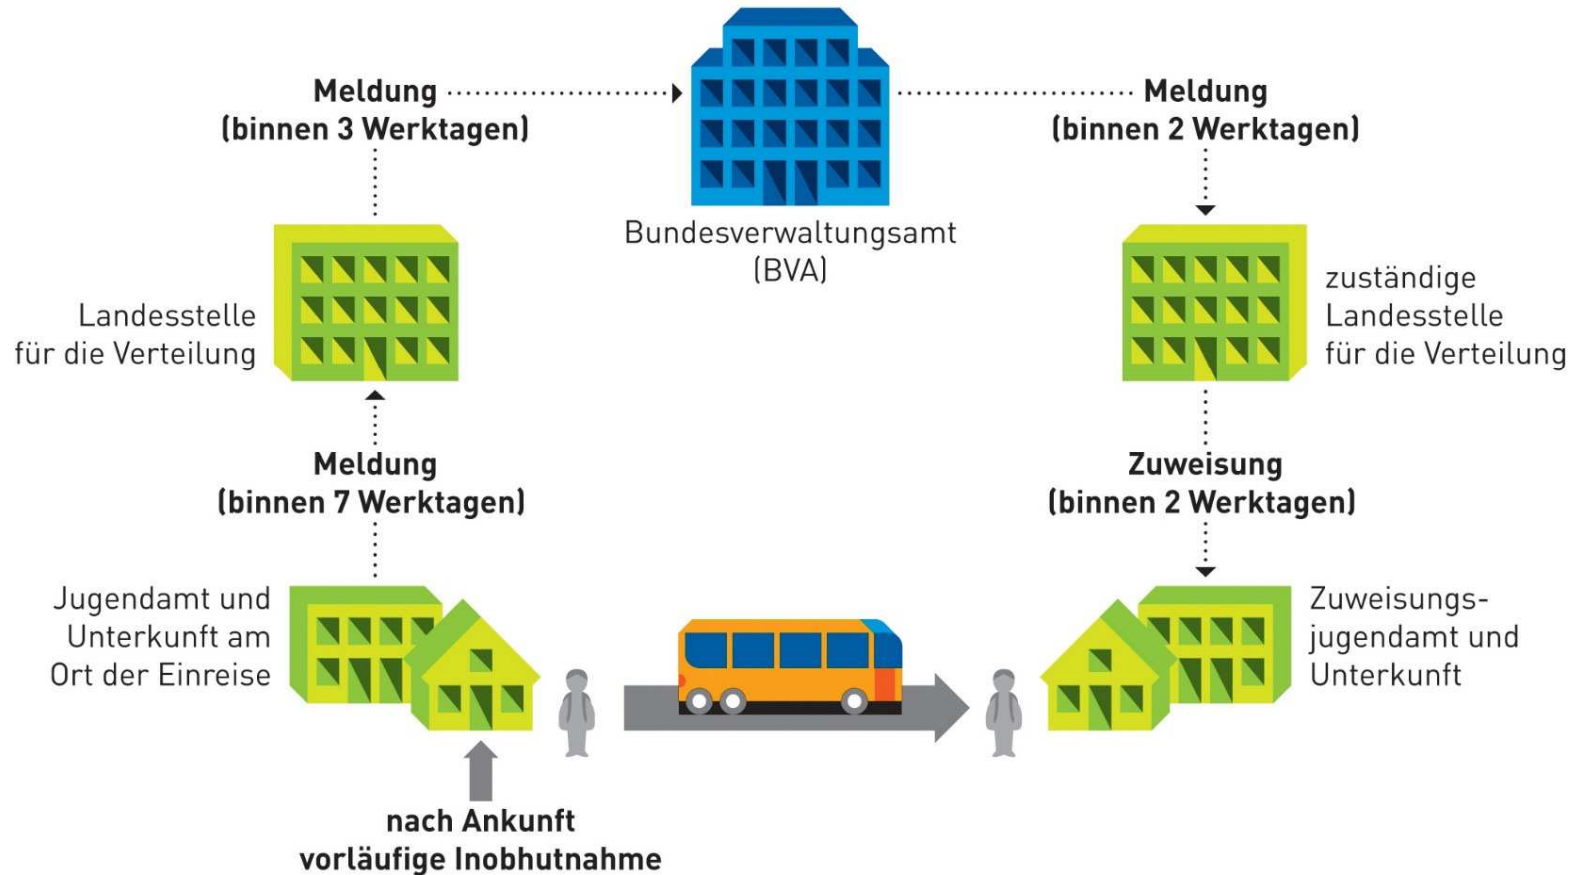 Meldung
(binnen 3 Werktagen)
Meldung
(binnen 2 Werktagen)
Bundesverwaltungsamt
(BVA)
Landesstelle
für die Verteilung
zuständige
Landesstelle
für die Verteilung
Meldung
(binnen 7 Werktagen)
Zuweisung
(binnen 2 Werktagen)
Jugendamt und
Unterkunft am
Ort der Einreise
Zuweisungs-
jugendamt und
Unterkunft
nach Ankunft
vorläufige Inobhutnahme